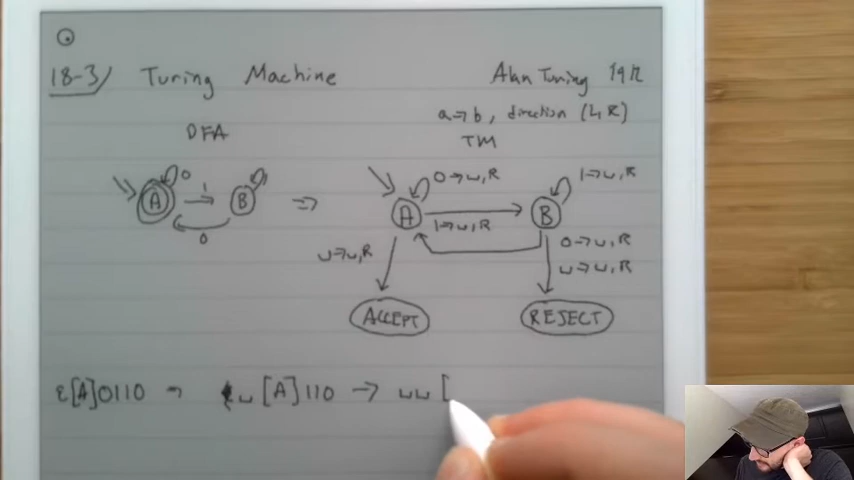 18-3/ Turing Machine Alan Turing 19
a→b, direction (L,R)
DFA TM
0 1 0→⊔,R 1→⊔,R
A 1 B ⇒ A 1→⊔,R B
0 ⊔→⊔,R 0→⊔,R
⊔→⊔,R
ACCEPT REJECT
ε[A]0110 → ⊔[A]110 → ⊔⊔[